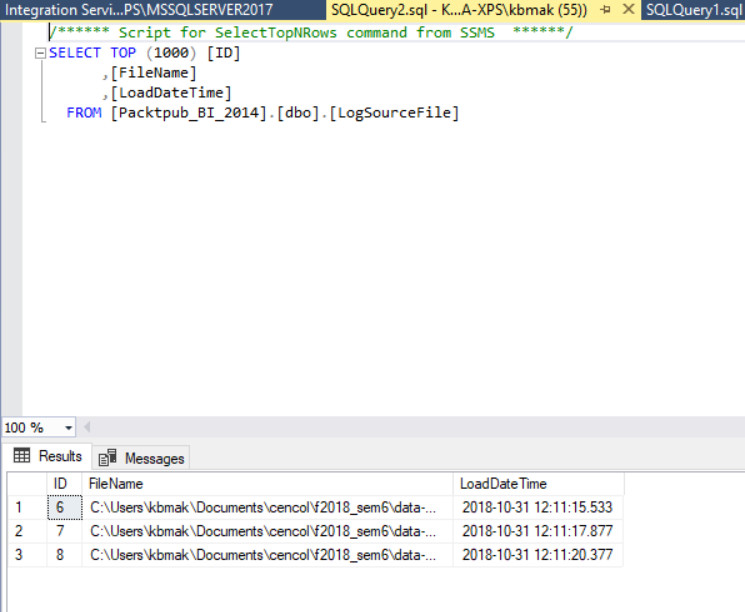 Integration Servi...PS\MSSQLSERVER2017 SQLQuery2.sql - K...A-XPS\kbmak (55)) SQLQuery1.sql
/****** Script for SelectTopNRows command from SSMS ******/
SELECT TOP (1000) [ID]
,[FileName]
,[LoadDateTime]
FROM [Packtpub_BI_2014].[dbo].[LogSourceFile]
100 %
Results Messages
ID FileName LoadDateTime
1 6 C:\Users\kbmak\Documents\cencol\f2018_sem6\data-... 2018-10-31 12:11:15.533
2 7 C:\Users\kbmak\Documents\cencol\f2018_sem6\data-... 2018-10-31 12:11:17.877
3 8 C:\Users\kbmak\Documents\cencol\f2018_sem6\data-... 2018-10-31 12:11:20.377